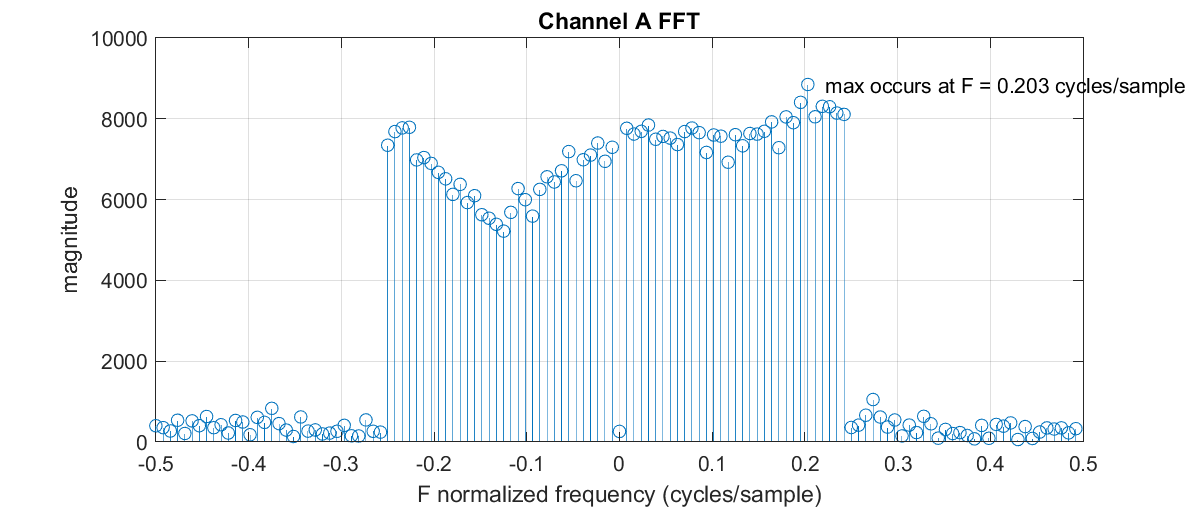 Channel A FFT
10000
8000
6000
4000
2000
0
magnitude
max occurs at F = 0.203 cycles/sample
-0.5 -0.4 -0.3 -0.2 -0.1 0 0.1 0.2 0.3 0.4 0.5
F normalized frequency (cycles/sample)